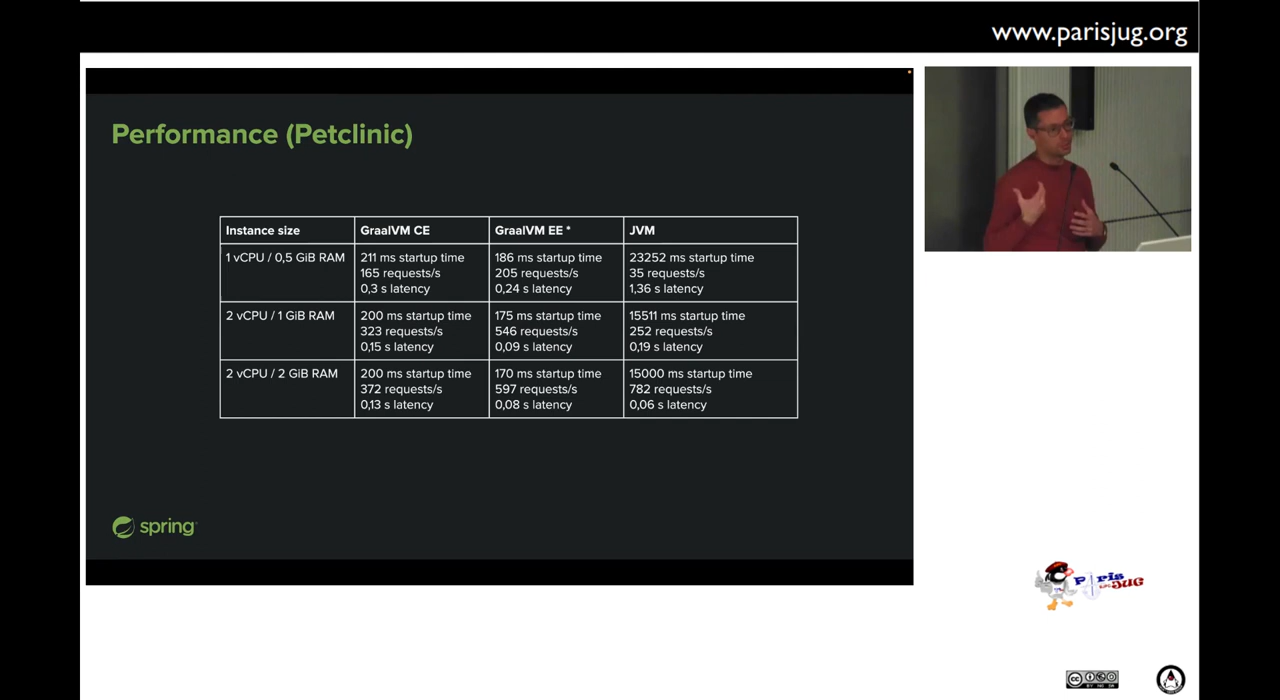 www.parisjug.org
Performance (Petclinic)
Instance size
GraalVM CE
GraalVM EE *
JVM
1 vCPU / 0,5 GiB RAM
211 ms startup time
165 requests/s
0,3 s latency
186 ms startup time
205 requests/s
0,24 s latency
23252 ms startup time
35 requests/s
1,36 s latency
2 vCPU / 1 GiB RAM
200 ms startup time
323 requests/s
0,15 s latency
175 ms startup time
546 requests/s
0,09 s latency
15511 ms startup time
252 requests/s
0,19 s latency
2 vCPU / 2 GiB RAM
200 ms startup time
372 requests/s
0,13 s latency
170 ms startup time
597 requests/s
0,08 s latency
15000 ms startup time
782 requests/s
0,06 s latency
spring
Paris
JUG
cc